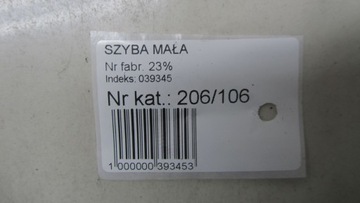 SZYBA MAŁA
Nr fabr. 23%
Indeks: 039345
Nr kat.: 206/106
1 000000 393453